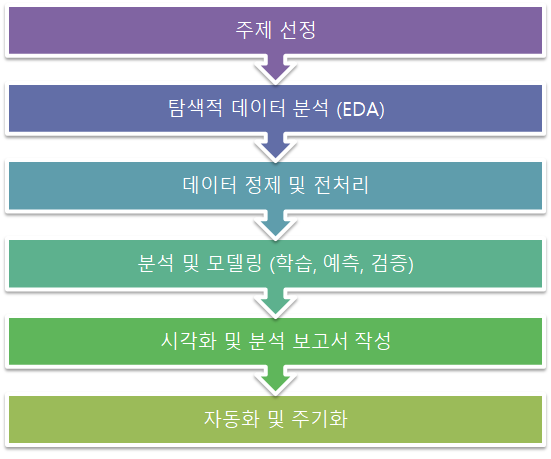 주제 선정
탐색적 데이터 분석 (EDA)
데이터 정제 및 전처리
분석 및 모델링 (학습, 예측, 검증)
시각화 및 분석 보고서 작성
자동화 및 주기화